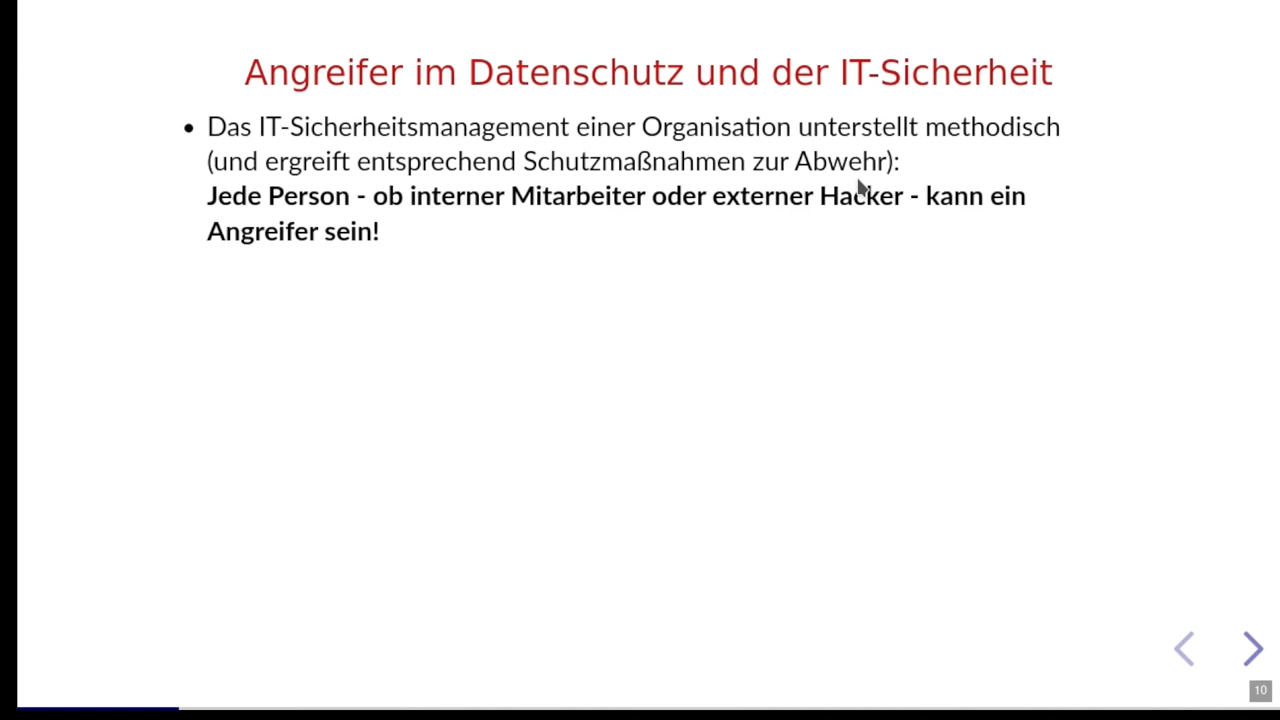 Angreifer im Datenschutz und der IT-Sicherheit
• Das IT-Sicherheitsmanagement einer Organisation unterstellt methodisch
(und ergreift entsprechend Schutzmaßnahmen zur Abwehr):
Jede Person - ob interner Mitarbeiter oder externer Hacker - kann ein
Angreifer sein!
10